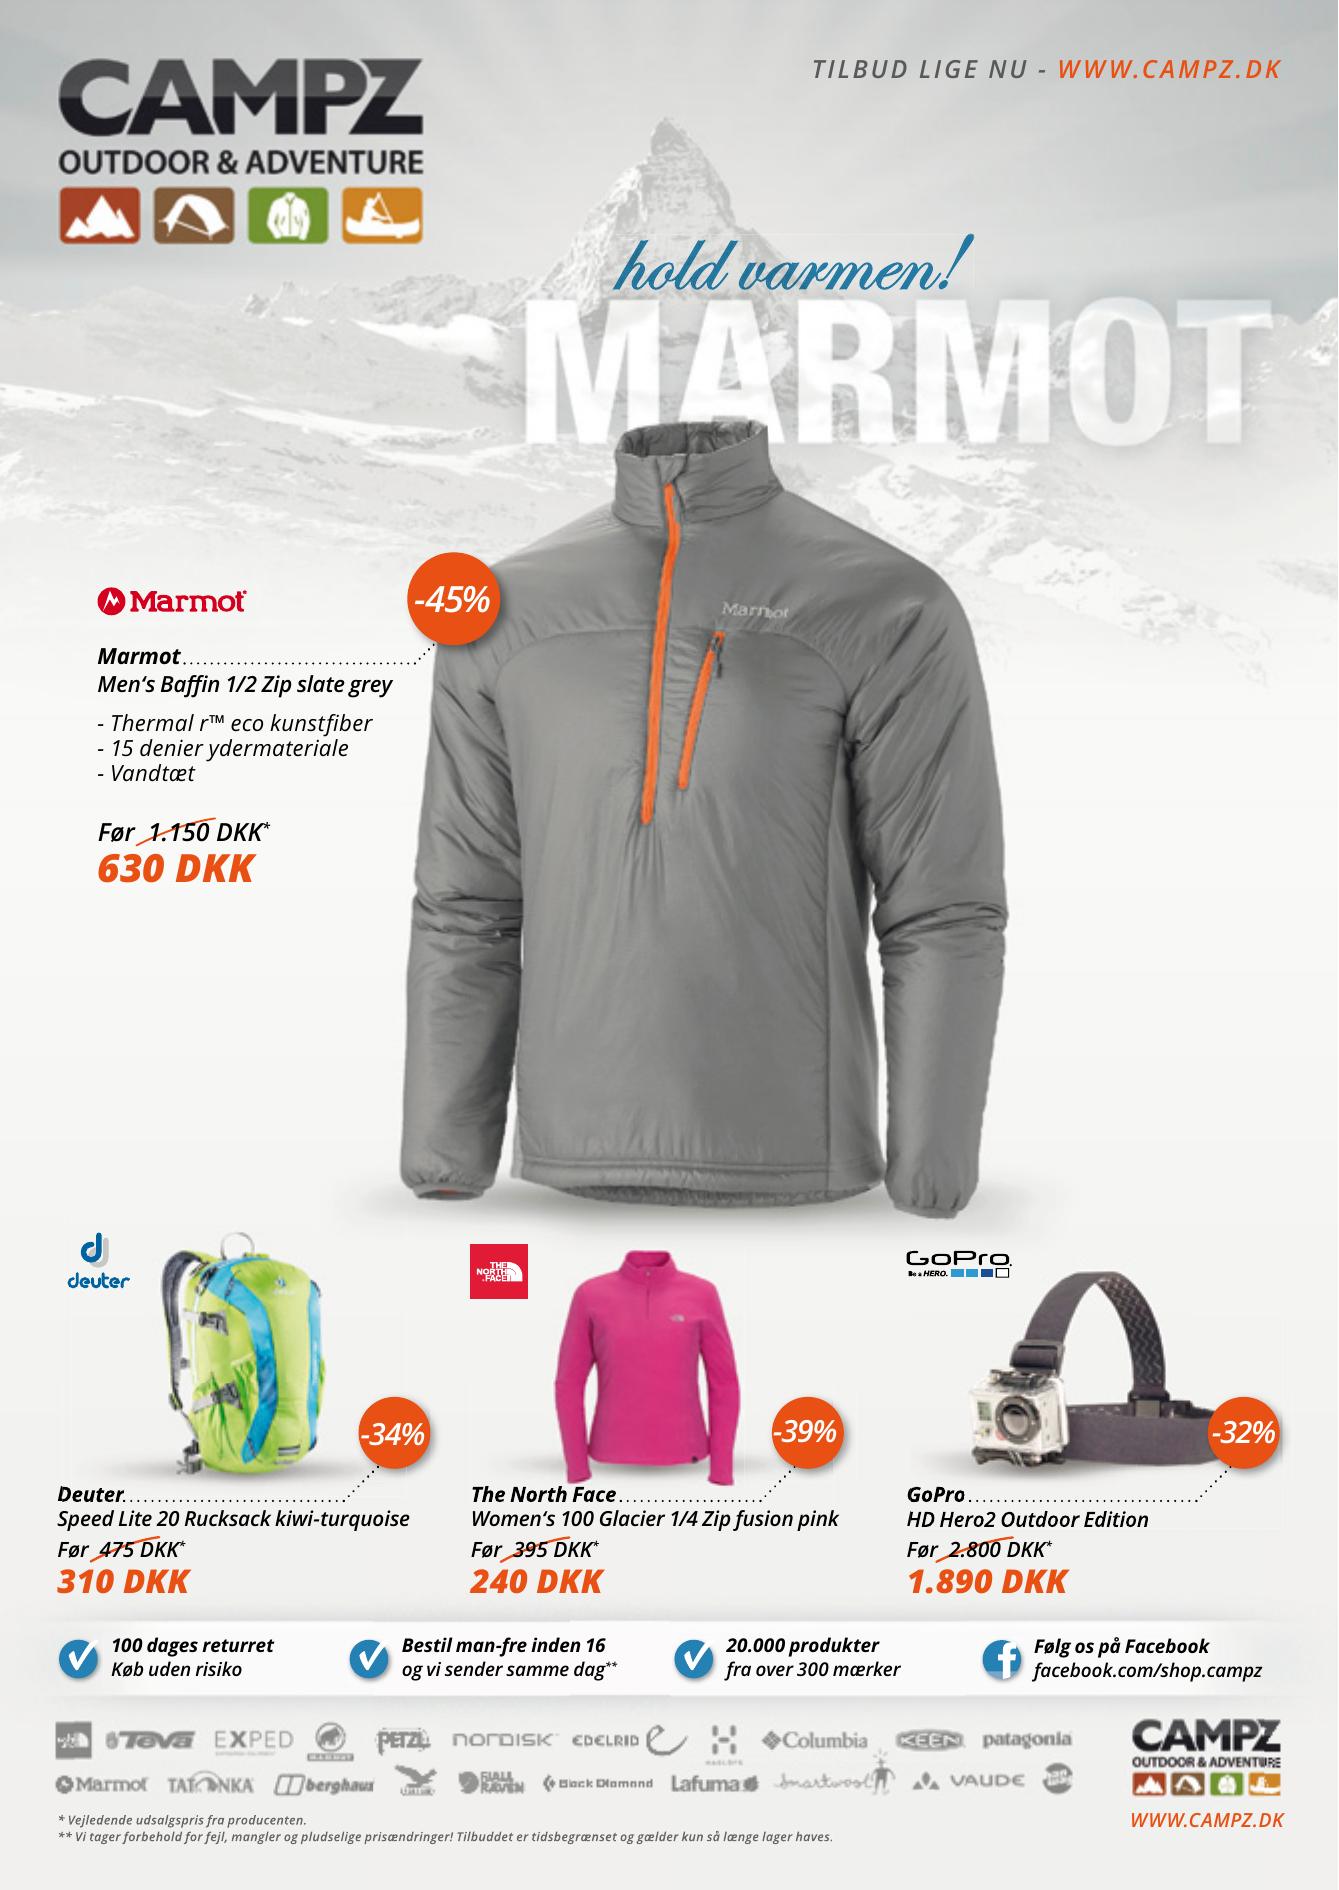 CAMPZ
OUTDOOR & ADVENTURE
TILBUD LIGE NU - WWW.CAMPZ.DK
hold varmen!
MARMOT
Marmot
-45%
Marmot
Marmot
Men‘s Baffin 1/2 Zip slate grey
- Thermal r™ eco kunstfiber
- 15 denier ydermateriale
- Vandtæt
Før 1.150 DKK*
630 DKK
deuter
-34%
Deuter
Speed Lite 20 Rucksack kiwi-turquoise
Før 475 DKK*
310 DKK
THE
NORTH
FACE
-39%
The North Face
Women‘s 100 Glacier 1/4 Zip fusion pink
Før 395 DKK*
240 DKK
GoPro
Be a HERO.
-32%
GoPro
HD Hero2 Outdoor Edition
Før 2.800 DKK*
1.890 DKK
100 dages returret
Køb uden risiko
Bestil man-fre inden 16
og vi sender samme dag**
20.000 produkter
fra over 300 mærker
Følg os på Facebook
facebook.com/shop.campz
Teva EXPED MAMMUT PETZL NORDISK EDELRID HAGLÖFS Columbia KEEN patagonia
Marmot TATONKA berghaus FJÄLL RÄVEN Black Diamond Lafuma smartwool VAUDE
CAMPZ
OUTDOOR & ADVENTURE
WWW.CAMPZ.DK
* Vejledende udsalgspris fra producenten.
** Vi tager forbehold for fejl, mangler og pludselige prisændringer! Tilbuddet er tidsbegrænset og gælder kun så længe lager haves.